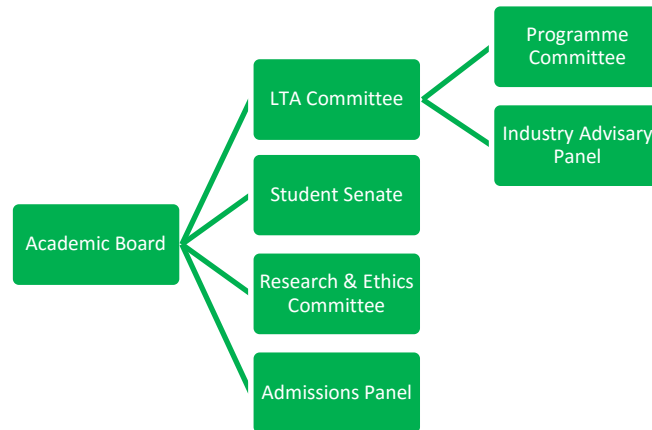 Programme
Committee
LTA Committee
Industry Advisary
Panel
Student Senate
Academic Board
Research & Ethics
Committee
Admissions Panel